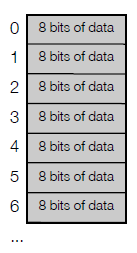 0 8 bits of data
1 8 bits of data
2 8 bits of data
3 8 bits of data
4 8 bits of data
5 8 bits of data
6 8 bits of data
...